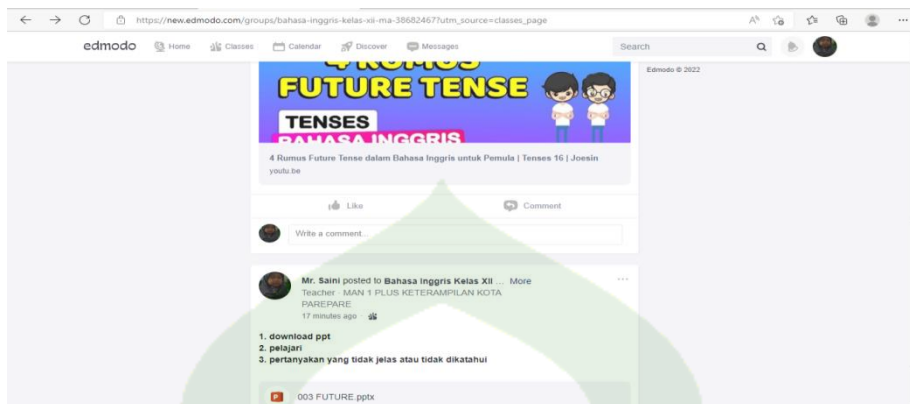 https://new.edmodo.com/groups/bahasa-inggris-kelas-xii-ma-38682467?utm_source=classes_page
edmodo Home Classes Calendar Discover Messages Search
4 RUMUS
FUTURE TENSE
TENSES
BAHASA INGGRIS
Edmodo © 2022
4 Rumus Future Tense dalam Bahasa Inggris untuk Pemula | Tenses 16 | Joesin
youtu.be
Like Comment
Write a comment...
Mr. Saini posted to Bahasa Inggris Kelas XII ... More
Teacher · MAN 1 PLUS KETERAMPILAN KOTA
PAREPARE
17 minutes ago
1. download ppt
2. pelajari
3. pertanyakan yang tidak jelas atau tidak dikatahui
003 FUTURE.pptx